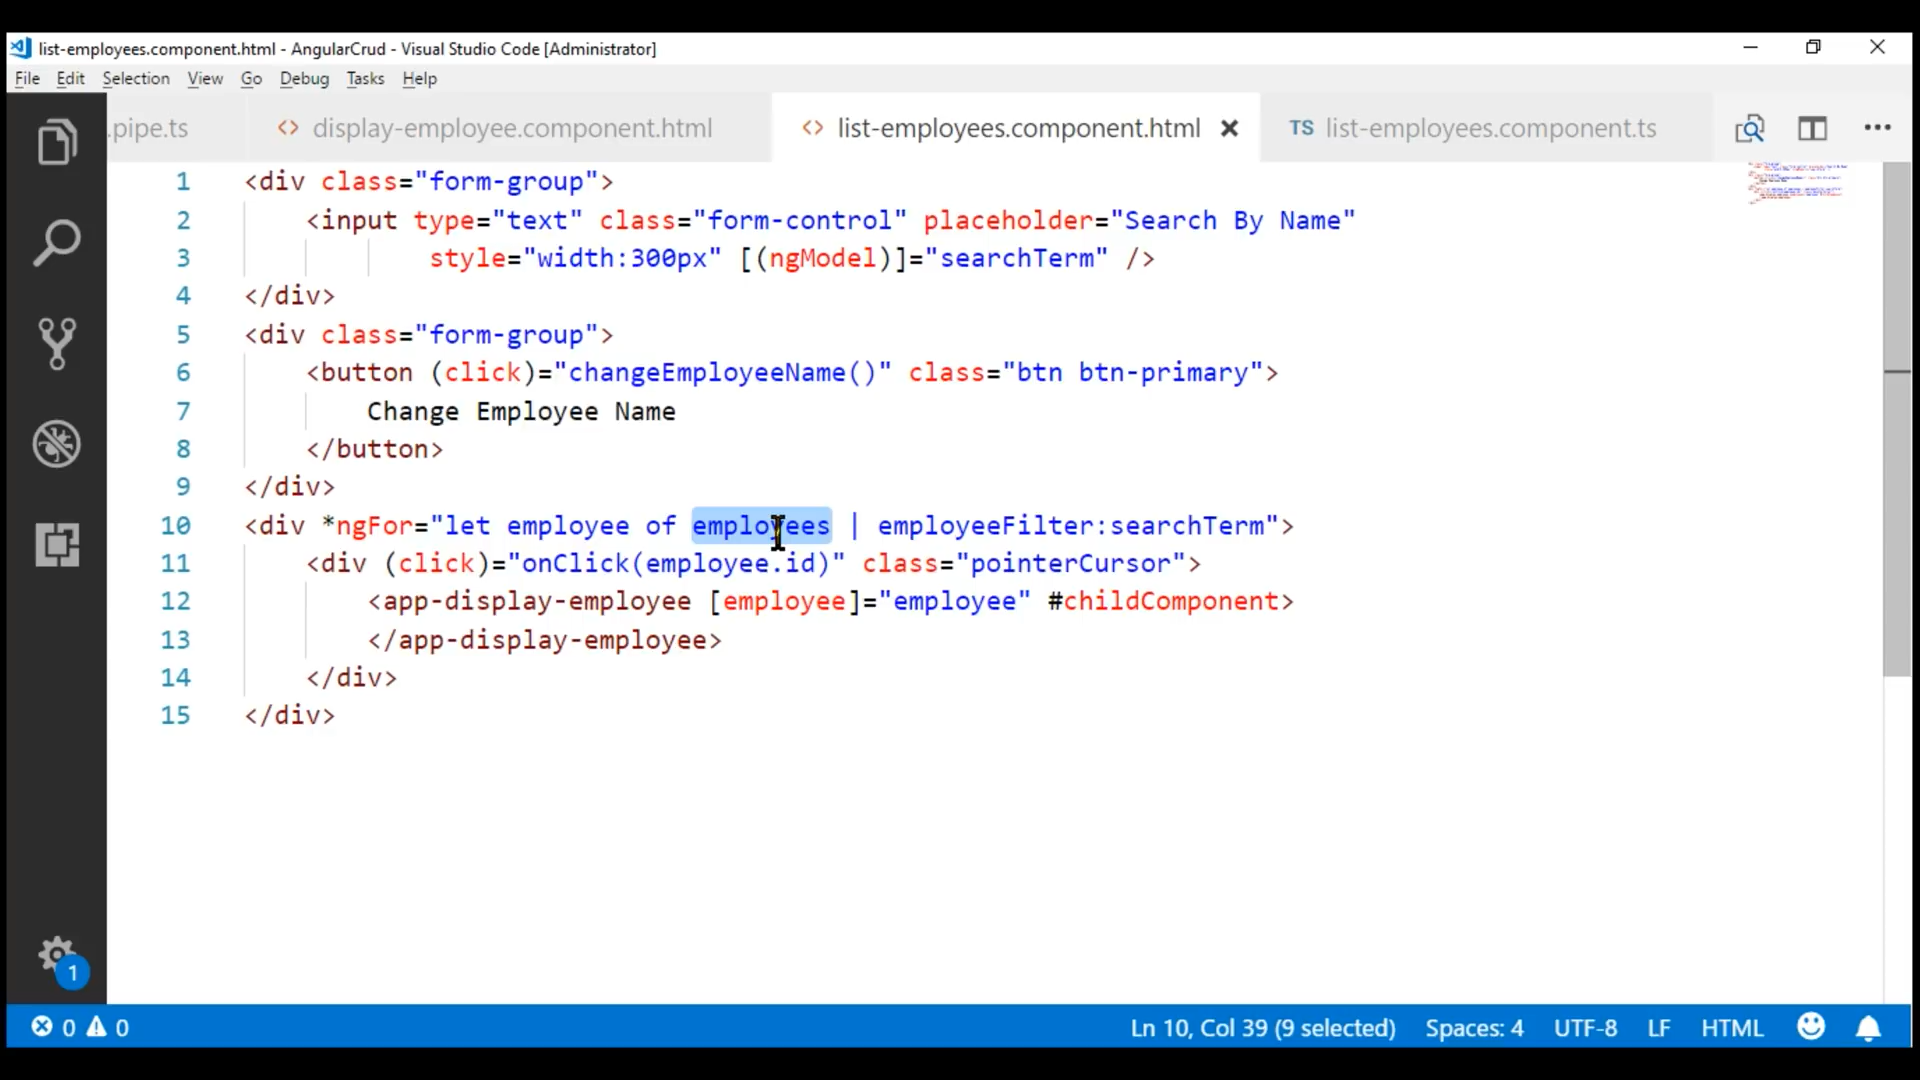 list-employees.component.html - AngularCrud - Visual Studio Code [Administrator]
File Edit Selection View Go Debug Tasks Help
.pipe.ts <> display-employee.component.html <> list-employees.component.html TS list-employees.component.ts
1 <div class="form-group">
2 <input type="text" class="form-control" placeholder="Search By Name"
3 style="width:300px" [(ngModel)]="searchTerm" />
4 </div>
5 <div class="form-group">
6 <button (click)="changeEmployeeName()" class="btn btn-primary">
7 Change Employee Name
8 </button>
9 </div>
10 <div *ngFor="let employee of employees | employeeFilter:searchTerm">
11 <div (click)="onClick(employee.id)" class="pointerCursor">
12 <app-display-employee [employee]="employee" #childComponent>
13 </app-display-employee>
14 </div>
15 </div>
1
0 0 Ln 10, Col 39 (9 selected) Spaces: 4 UTF-8 LF HTML